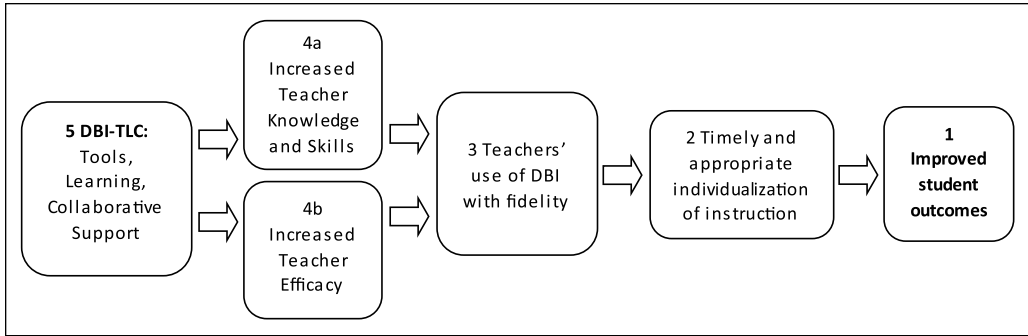 5 DBI-TLC:
Tools,
Learning,
Collaborative
Support
4a
Increased
Teacher
Knowledge
and Skills
4b
Increased
Teacher
Efficacy
3 Teachers’
use of DBI
with fidelity
2 Timely and
appropriate
individualization
of instruction
1
Improved
student
outcomes